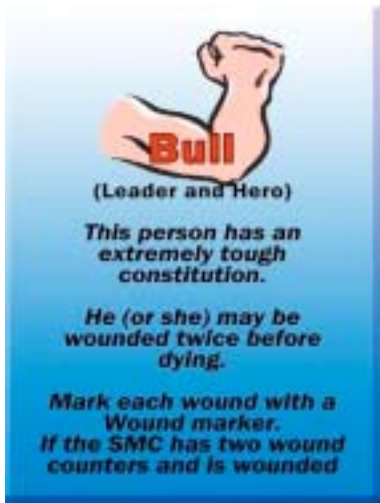 Bull
(Leader and Hero)
This person has an
extremely tough
constitution.
He (or she) may be
wounded twice before
dying.
Mark each wound with a
Wound marker.
If the SMC has two wound
counters and is wounded